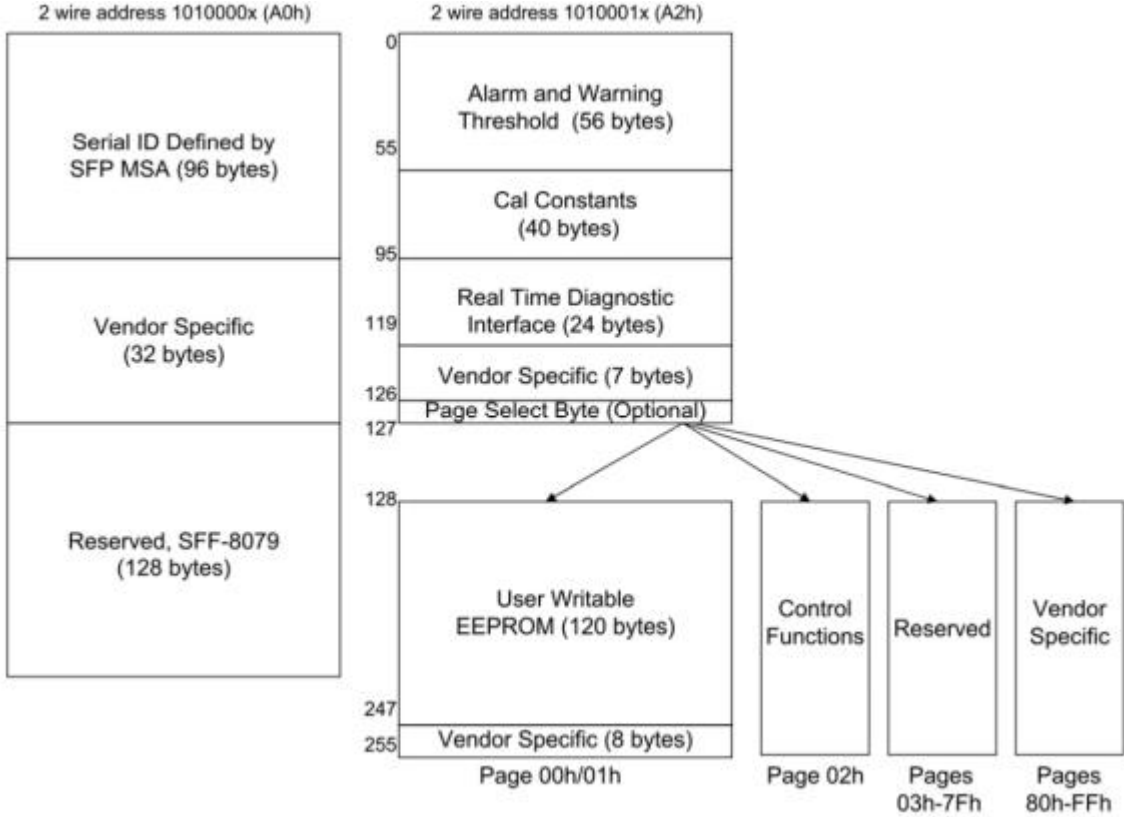 2 wire address 1010000x (A0h)
Serial ID Defined by
SFP MSA (96 bytes)
Vendor Specific
(32 bytes)
Reserved, SFF-8079
(128 bytes)
2 wire address 1010001x (A2h)
0
Alarm and Warning
Threshold (56 bytes)
55
Cal Constants
(40 bytes)
95
Real Time Diagnostic
Interface (24 bytes)
119
Vendor Specific (7 bytes)
126
Page Select Byte (Optional)
127
128
User Writable
EEPROM (120 bytes)
247
Vendor Specific (8 bytes)
255
Page 00h/01h
Control
Functions
Page 02h
Reserved
Pages
03h-7Fh
Vendor
Specific
Pages
80h-FFh